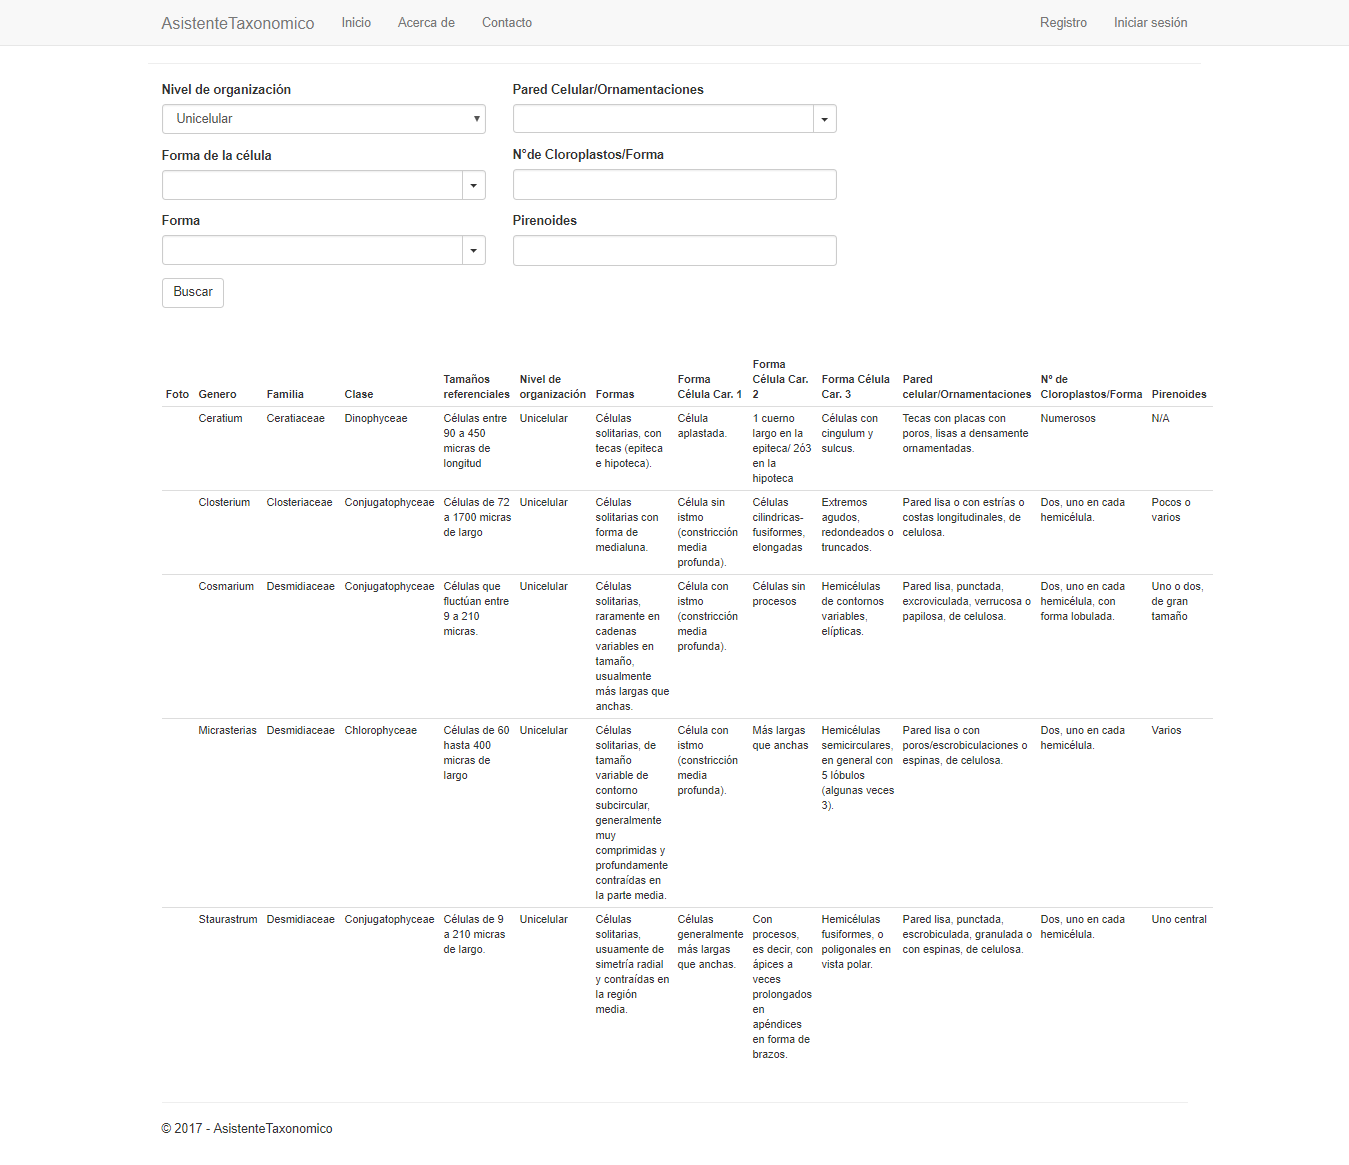 AsistenteTaxonomico Inicio Acerca de Contacto Registro Iniciar sesión
Nivel de organización
Unicelular
Pared Celular/Ornamentaciones
Forma de la célula
N°de Cloroplastos/Forma
Forma
Pirenoides
Buscar
Foto
Genero
Familia
Clase
Tamaños
referenciales
Nivel de
organización
Formas
Forma
Célula Car. 1
Forma
Célula Car.
2
Forma Célula
Car. 3
Pared
celular/Ornamentaciones
Nº de
Cloroplastos/Forma
Pirenoides
Ceratium
Ceratiaceae
Dinophyceae
Células entre
90 a 450
micras de
longitud
Unicelular
Células
solitarias, con
tecas (epiteca
e hipoteca).
Célula
aplastada.
1 cuerno
largo en la
epiteca/ 2ó3
en la
hipoteca
Células con
cingulum y
sulcus.
Tecas con placas con
poros, lisas a densamente
ornamentadas.
Numerosos
N/A
Closterium
Closteriaceae
Conjugatophyceae
Células de 72
a 1700 micras
de largo
Unicelular
Células
solitarias con
forma de
medialuna.
Célula sin
istmo
(constricción
media
profunda).
Células
cilindricas-
fusiformes,
elongadas
Extremos
agudos,
redondeados o
truncados.
Pared lisa o con estrías o
costas longitudinales, de
celulosa.
Dos, uno en cada
hemicélula.
Pocos o
varios
Cosmarium
Desmidiaceae
Conjugatophyceae
Células que
fluctúan entre
9 a 210
micras.
Unicelular
Células
solitarias,
raramente en
cadenas
variables en
tamaño,
usualmente
más largas que
anchas.
Célula con
istmo
(constricción
media
profunda).
Células sin
procesos
Hemicélulas
de contornos
variables,
elípticas.
Pared lisa, punctada,
excroviculada, verrucosa o
papilosa, de celulosa.
Dos, uno en cada
hemicélula, con
forma lobulada.
Uno o dos,
de gran
tamaño
Micrasterias
Desmidiaceae
Chlorophyceae
Células de 60
hasta 400
micras de
largo
Unicelular
Células
solitarias, de
tamaño
variable de
contorno
subcircular,
generalmente
muy
comprimidas y
profundamente
contraídas en
la parte media.
Célula con
istmo
(constricción
media
profunda).
Más largas
que anchas
Hemicélulas
semicirculares,
en general con
5 lóbulos
(algunas veces
3).
Pared lisa o con
poros/escrobiculaciones o
espinas, de celulosa.
Dos, uno en cada
hemicélula.
Varios
Staurastrum
Desmidiaceae
Conjugatophyceae
Células de 9
a 210 micras
de largo.
Unicelular
Células
solitarias,
usuamente de
simetría radial
y contraídas en
la región
media.
Células
generalmente
más largas
que anchas.
Con
procesos,
es decir, con
ápices a
veces
prolongados
en
apéndices
en forma de
brazos.
Hemicélulas
fusiformes, o
poligonales en
vista polar.
Pared lisa, punctada,
escrobiculada, granulada o
con espinas, de celulosa.
Dos, uno en cada
hemicélula.
Uno central
© 2017 - AsistenteTaxonomico